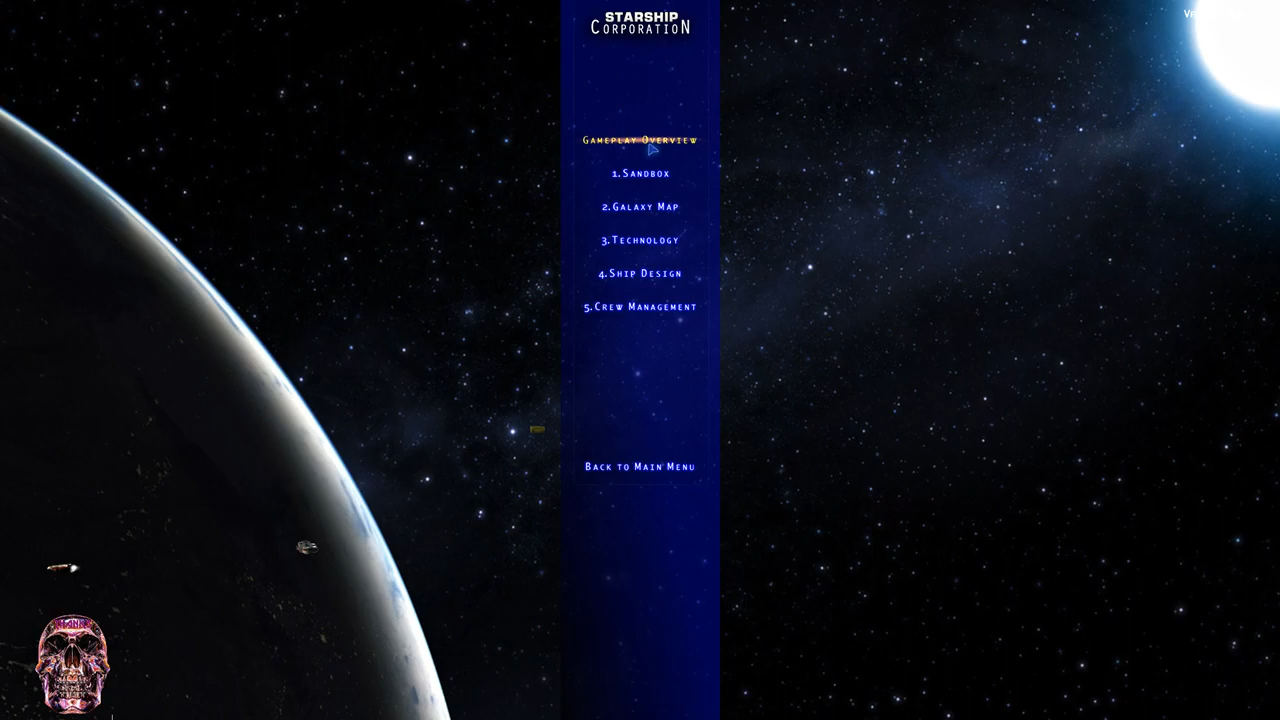 STARSHIP
CORPORATION
GAMEPLAY OVERVIEW
1.SANDBOX
2.GALAXY MAP
3.TECHNOLOGY
4.SHIP DESIGN
5.CREW MANAGEMENT
BACK TO MAIN MENU